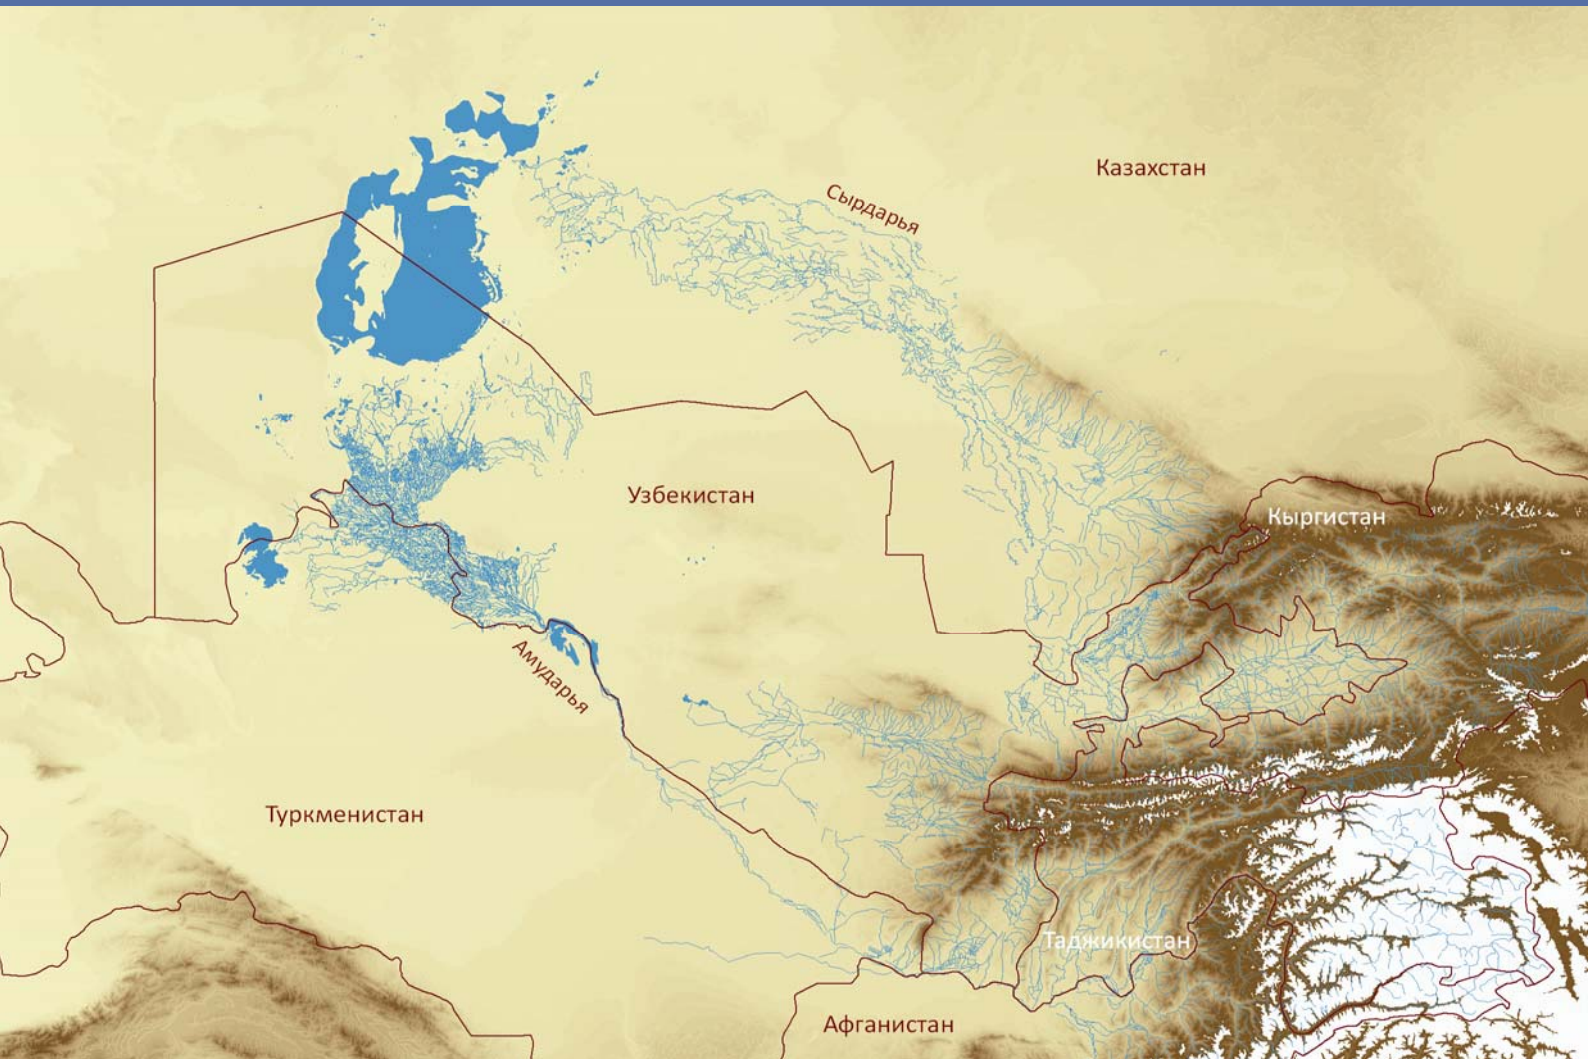 Казахстан
Сырдарья
Узбекистан
Кыргистан
Амударья
Туркменистан
Таджикистан
Афганистан